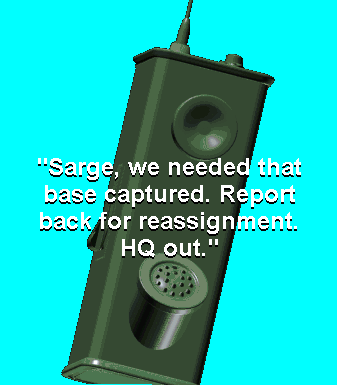 "Sarge, we needed that
base captured. Report
back for reassignment.
HQ out."